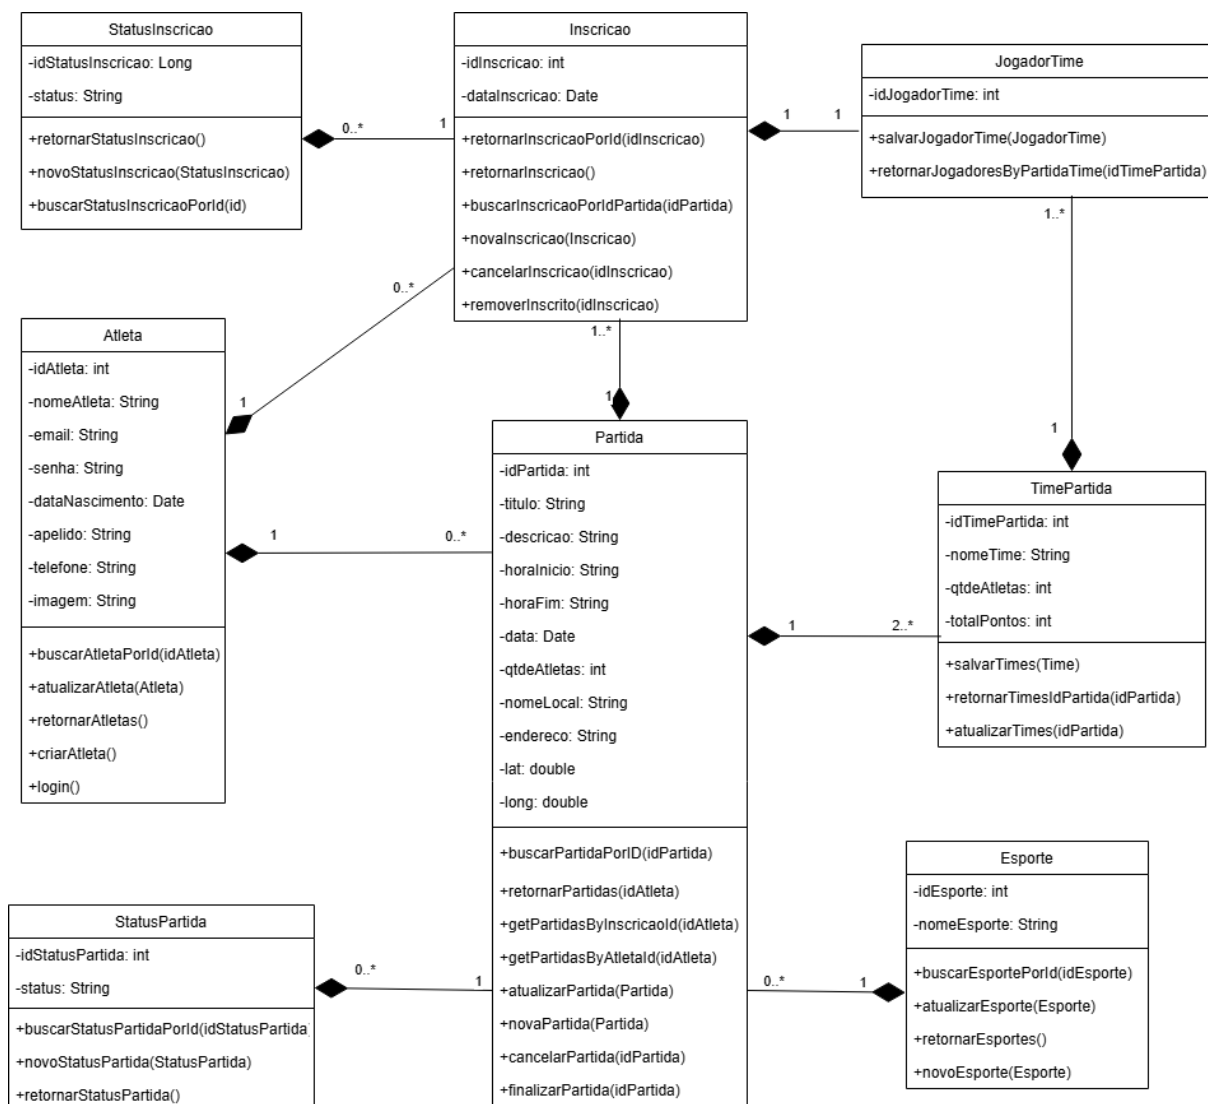 StatusInscricao
-idStatusInscricao: Long
-status: String
+retornarStatusInscricao()
+novoStatusInscricao(StatusInscricao)
+buscarStatusInscricaoPorId(id)
0..*
1
Inscricao
-idInscricao: int
-dataInscricao: Date
+retornarInscricaoPorId(idInscricao)
+retornarInscricao()
+buscarInscricaoPorIdPartida(idPartida)
+novaInscricao(Inscricao)
+cancelarInscricao(idInscricao)
+removerInscrito(idInscricao)
1
1
JogadorTime
-idJogadorTime: int
+salvarJogadorTime(JogadorTime)
+retornarJogadoresByPartidaTime(idTimePartida)
1..*
1
0..*
1
1..*
1
Atleta
-idAtleta: int
-nomeAtleta: String
-email: String
-senha: String
-dataNascimento: Date
-apelido: String
-telefone: String
-imagem: String
+buscarAtletaPorId(idAtleta)
+atualizarAtleta(Atleta)
+retornarAtletas()
+criarAtleta()
+login()
1
0..*
Partida
-idPartida: int
-titulo: String
-descricao: String
-horaInicio: String
-horaFim: String
-data: Date
-qtdeAtletas: int
-nomeLocal: String
-endereco: String
-lat: double
-long: double
+buscarPartidaPorID(idPartida)
+retornarPartidas(idAtleta)
+getPartidasByInscricaoId(idAtleta)
+getPartidasByAtletaId(idAtleta)
+atualizarPartida(Partida)
+novaPartida(Partida)
+cancelarPartida(idPartida)
+finalizarPartida(idPartida)
1
2..*
TimePartida
-idTimePartida: int
-nomeTime: String
-qtdeAtletas: int
-totalPontos: int
+salvarTimes(Time)
+retornarTimesIdPartida(idPartida)
+atualizarTimes(idPartida)
StatusPartida
-idStatusPartida: int
-status: String
+buscarStatusPartidaPorId(idStatusPartida
+novoStatusPartida(StatusPartida)
+retornarStatusPartida()
0..*
1
0..*
1
Esporte
-idEsporte: int
-nomeEsporte: String
+buscarEsportePorId(idEsporte)
+atualizarEsporte(Esporte)
+retornarEsportes()
+novoEsporte(Esporte)